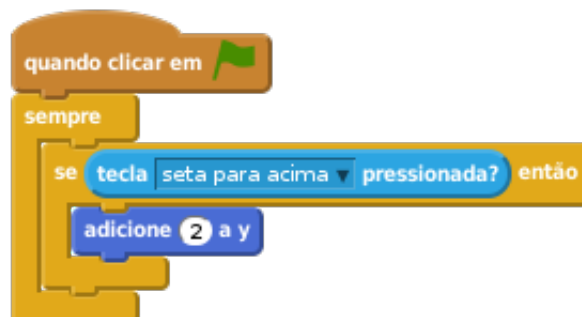 quando clicar em
sempre
se tecla seta para acima pressionada? então
adicione 2 a y